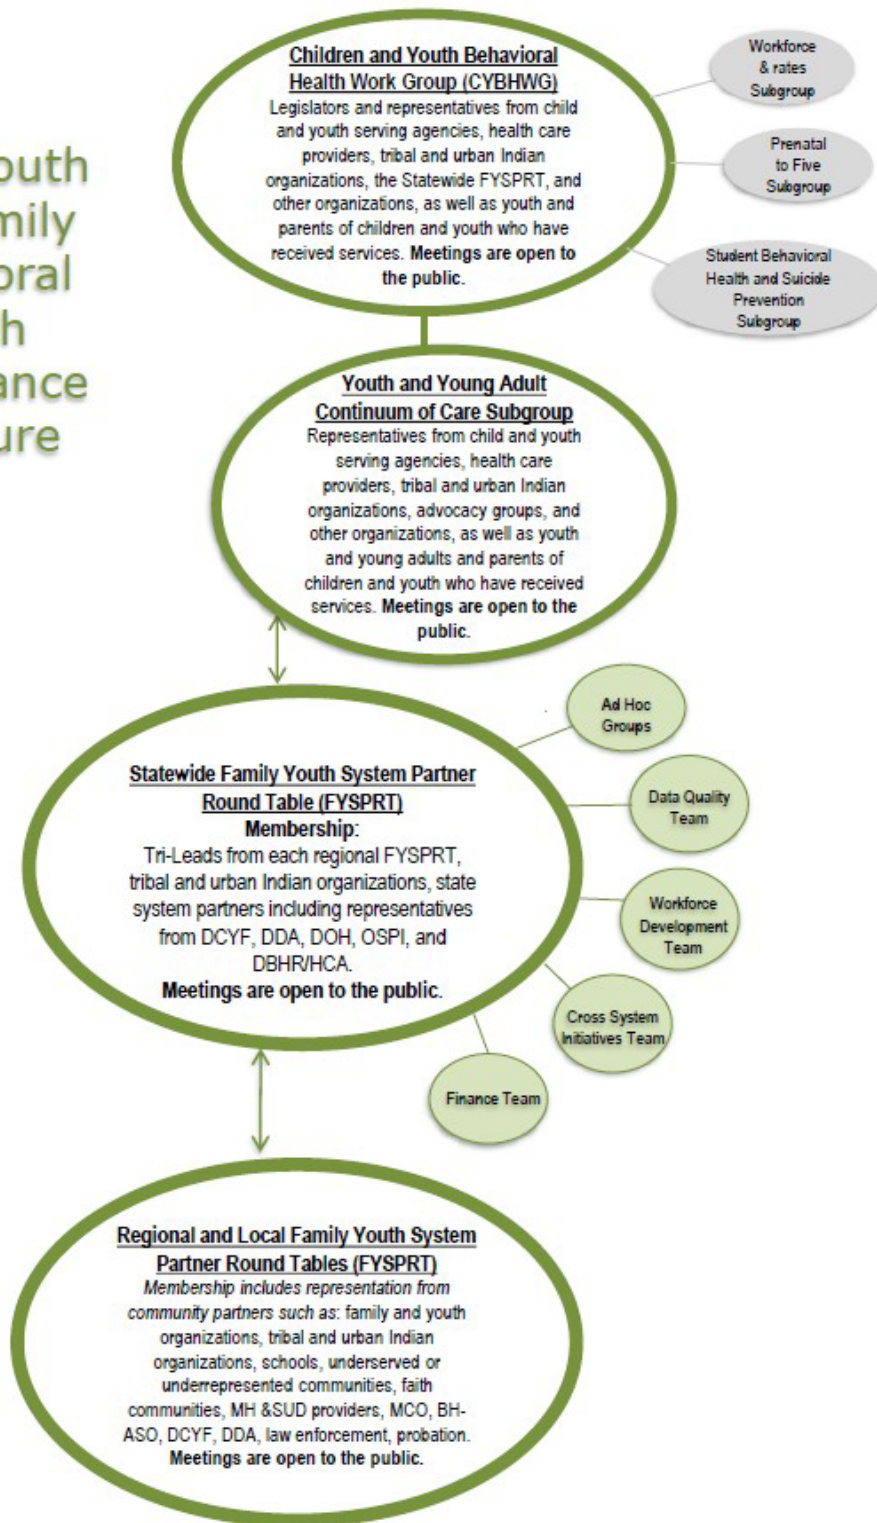 outh
mily
oral
h
ance
ure
Children and Youth Behavioral
Health Work Group (CYBHWG)
Legislators and representatives from child
and youth serving agencies, health care
providers, tribal and urban Indian
organizations, the Statewide FYSPRT, and
other organizations, as well as youth and
parents of children and youth who have
received services. Meetings are open to
the public.
Workforce
& rates
Subgroup
Prenatal
to Five
Subgroup
Student Behavioral
Health and Suicide
Prevention
Subgroup
Youth and Young Adult
Continuum of Care Subgroup
Representatives from child and youth
serving agencies, health care
providers, tribal and urban Indian
organizations, advocacy groups, and
other organizations, as well as youth
and young adults and parents of
children and youth who have received
services. Meetings are open to the
public.
Statewide Family Youth System Partner
Round Table (FYSPRT)
Membership:
Tri-Leads from each regional FYSPRT,
tribal and urban Indian organizations, state
system partners including representatives
from DCYF, DDA, DOH, OSPI, and
DBHR/HCA.
Meetings are open to the public.
Ad Hoc
Groups
Data Quality
Team
Workforce
Development
Team
Cross System
Initiatives Team
Finance Team
Regional and Local Family Youth System
Partner Round Tables (FYSPRT)
Membership includes representation from
community partners such as: family and youth
organizations, tribal and urban Indian
organizations, schools, underserved or
underrepresented communities, faith
communities, MH &SUD providers, MCO, BH-
ASO, DCYF, DDA, law enforcement, probation.
Meetings are open to the public.